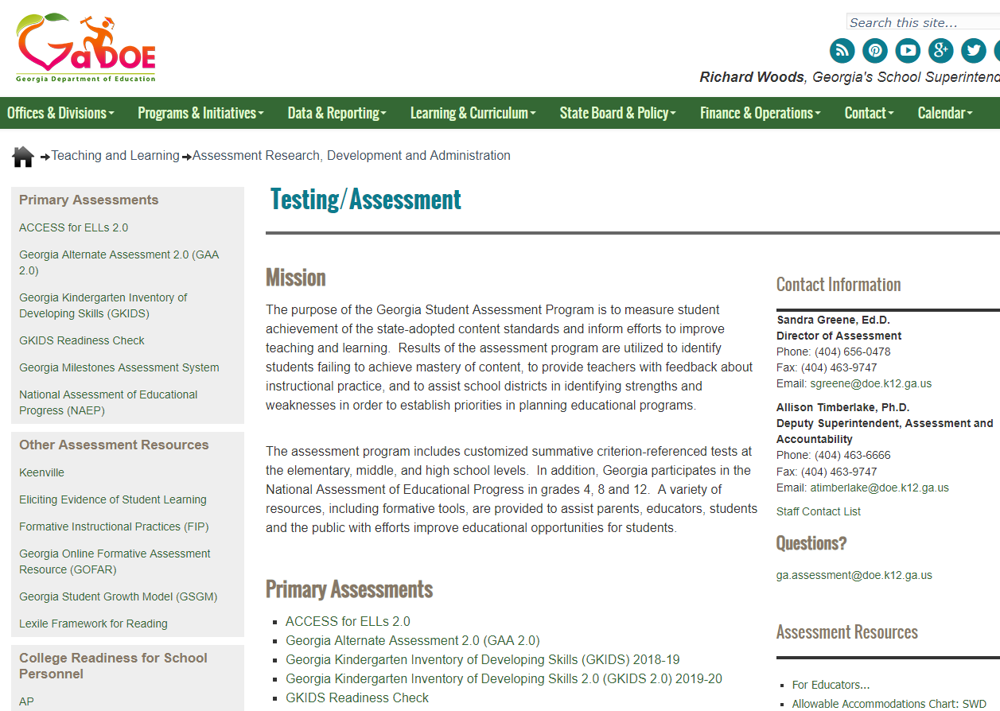 GaDOE
Georgia Department of Education
Search this site...
Richard Woods, Georgia's School Superintend
Offices & Divisions Programs & Initiatives Data & Reporting Learning & Curriculum State Board & Policy Finance & Operations Contact Calendar
Teaching and Learning Assessment Research, Development and Administration
Primary Assessments
ACCESS for ELLs 2.0
Georgia Alternate Assessment 2.0 (GAA
2.0)
Georgia Kindergarten Inventory of
Developing Skills (GKIDS)
GKIDS Readiness Check
Georgia Milestones Assessment System
National Assessment of Educational
Progress (NAEP)
Other Assessment Resources
Keenville
Eliciting Evidence of Student Learning
Formative Instructional Practices (FIP)
Georgia Online Formative Assessment
Resource (GOFAR)
Georgia Student Growth Model (GSGM)
Lexile Framework for Reading
College Readiness for School
Personnel
AP
Testing/Assessment
Mission
The purpose of the Georgia Student Assessment Program is to measure student
achievement of the state-adopted content standards and inform efforts to improve
teaching and learning.  Results of the assessment program are utilized to identify
students failing to achieve mastery of content, to provide teachers with feedback about
instructional practice, and to assist school districts in identifying strengths and
weaknesses in order to establish priorities in planning educational programs.
The assessment program includes customized summative criterion-referenced tests at
the elementary, middle, and high school levels.  In addition, Georgia participates in the
National Assessment of Educational Progress in grades 4, 8 and 12.  A variety of
resources, including formative tools, are provided to assist parents, educators, students
and the public with efforts improve educational opportunities for students.
Primary Assessments
ACCESS for ELLs 2.0
Georgia Alternate Assessment 2.0 (GAA 2.0)
Georgia Kindergarten Inventory of Developing Skills (GKIDS) 2018-19
Georgia Kindergarten Inventory of Developing Skills 2.0 (GKIDS 2.0) 2019-20
GKIDS Readiness Check
Contact Information
Sandra Greene, Ed.D.
Director of Assessment
Phone: (404) 656-0478
Fax: (404) 463-9747
Email: sgreene@doe.k12.ga.us
Allison Timberlake, Ph.D.
Deputy Superintendent, Assessment and
Accountability
Phone: (404) 463-6666
Fax: (404) 463-9747
Email: atimberlake@doe.k12.ga.us
Staff Contact List
Questions?
ga.assessment@doe.k12.ga.us
Assessment Resources
For Educators...
Allowable Accommodations Chart: SWD